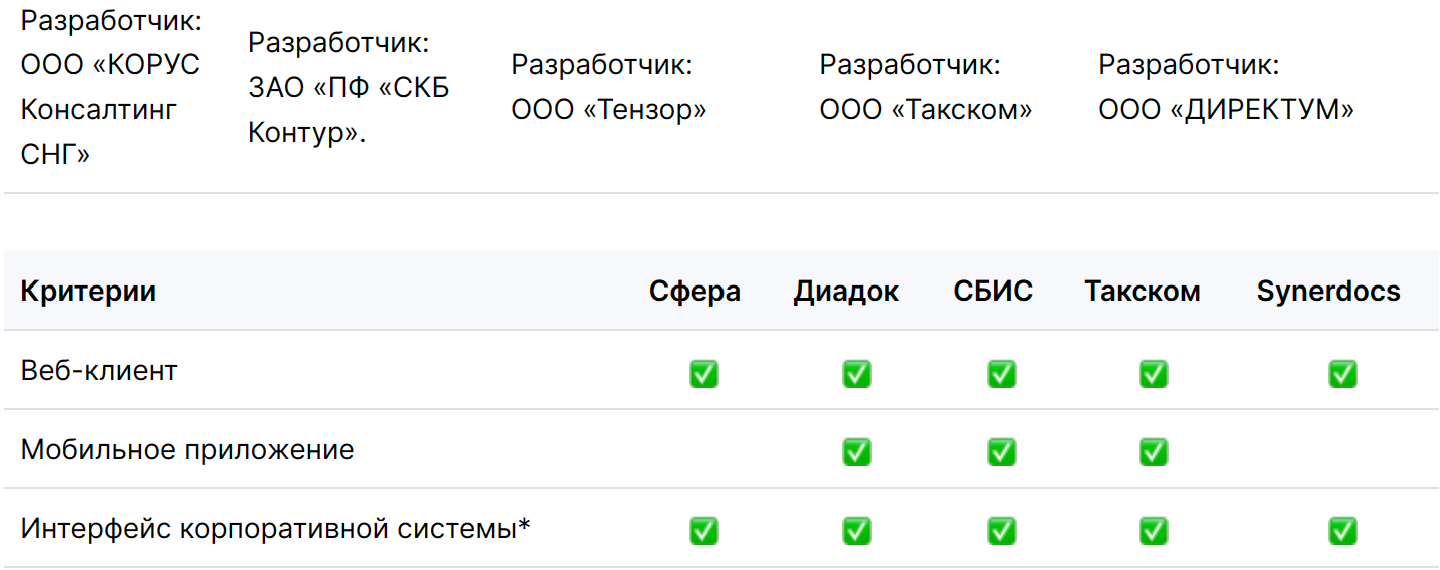 Разработчик:
ООО «КОРУС
Консалтинг
СНГ»
Разработчик:
ЗАО «ПФ «СКБ
Контур».
Разработчик:
ООО «Тензор»
Разработчик:
ООО «Такском»
Разработчик:
ООО «ДИРЕКТУМ»
Критерии Сфера Диадок СБИС Такском Synerdocs
Веб-клиент ✅ ✅ ✅ ✅ ✅
Мобильное приложение ✅ ✅ ✅
Интерфейс корпоративной системы* ✅ ✅ ✅ ✅ ✅